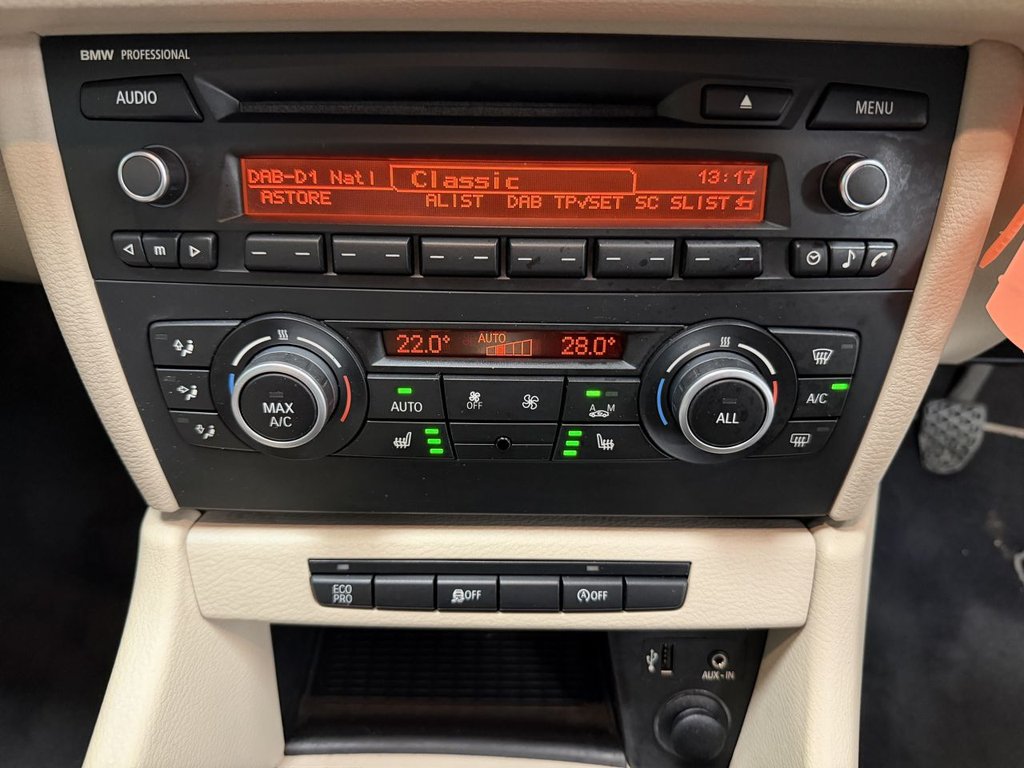 BMW PROFESSIONAL
AUDIO
MENU
DAB-D1 Natl Classic 13:17
ASTORE ALIST DAB TPvSET SC SLIST
m
22.0° AUTO 28.0°
MAX
A/C
AUTO
OFF
A M
ALL
A/C
ECO
PRO
OFF
A OFF
AUX-IN